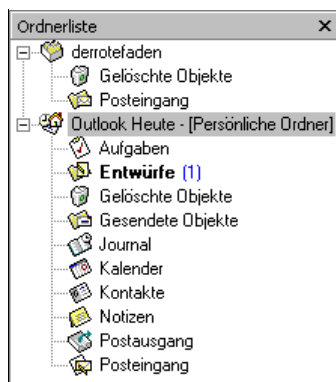 Ordnerliste
derrotefaden
Gelöschte Objekte
Posteingang
Outlook Heute - [Persönliche Ordner]
Aufgaben
Entwürfe (1)
Gelöschte Objekte
Gesendete Objekte
Journal
Kalender
Kontakte
Notizen
Postausgang
Posteingang